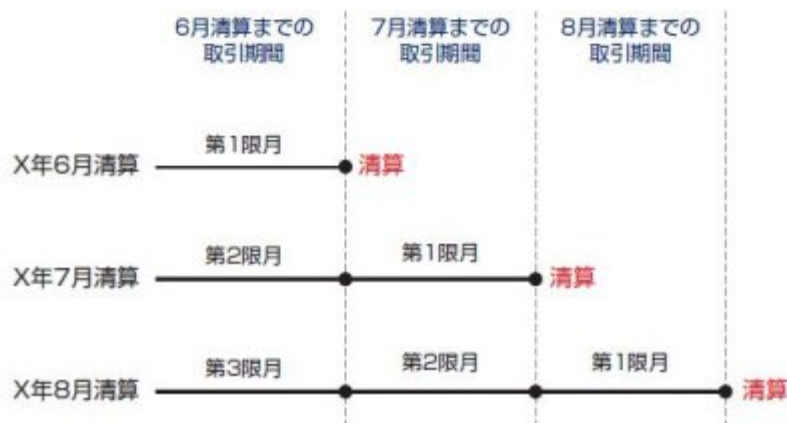 6月清算までの
取引期間
7月清算までの
取引期間
8月清算までの
取引期間
第1限月
X年6月清算
清算
第2限月
第1限月
X年7月清算
清算
第3限月
第2限月
第1限月
X年8月清算
清算